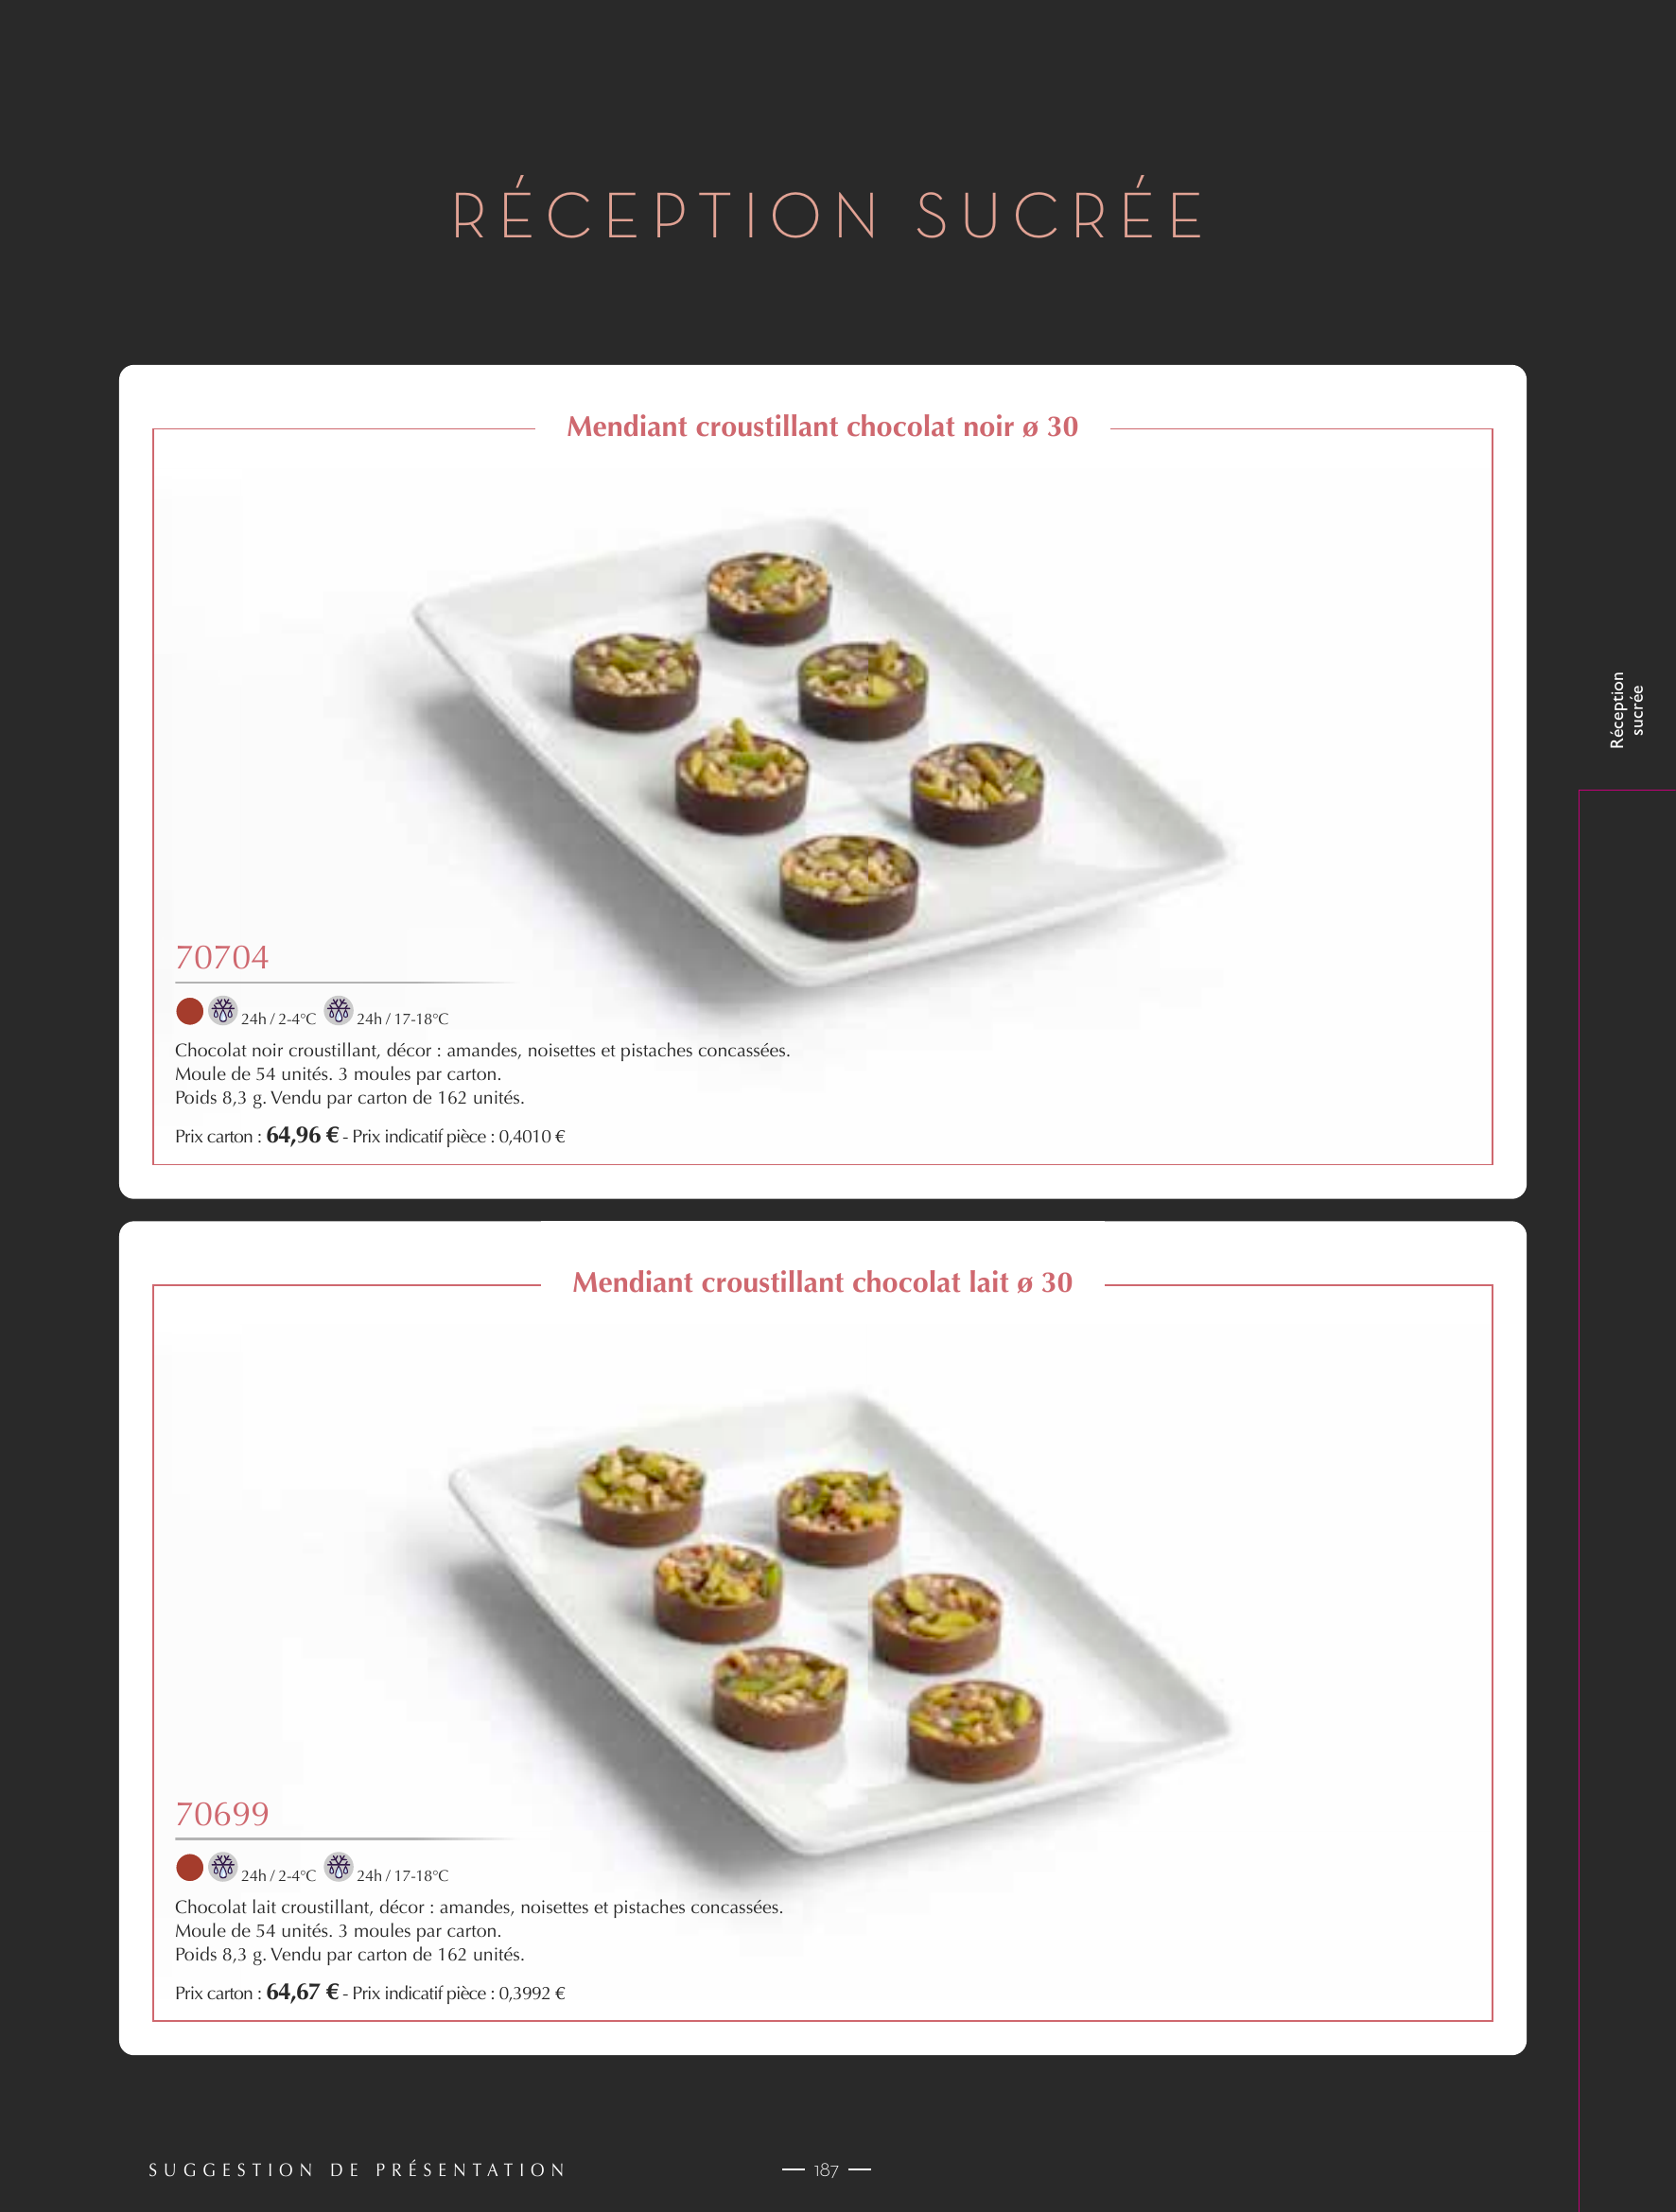 RÉCEPTION SUCRÉE
Mendiant croustillant chocolat noir ø 30
70704
24h / 2-4°C 24h / 17-18°C
Chocolat noir croustillant, décor : amandes, noisettes et pistaches concassées.
Moule de 54 unités. 3 moules par carton.
Poids 8,3 g. Vendu par carton de 162 unités.
Prix carton : 64,96 € - Prix indicatif pièce : 0,4010 €
Réception
sucrée
Mendiant croustillant chocolat lait ø 30
70699
24h / 2-4°C 24h / 17-18°C
Chocolat lait croustillant, décor : amandes, noisettes et pistaches concassées.
Moule de 54 unités. 3 moules par carton.
Poids 8,3 g. Vendu par carton de 162 unités.
Prix carton : 64,67 € - Prix indicatif pièce : 0,3992 €
SUGGESTION DE PRÉSENTATION
— 187 —